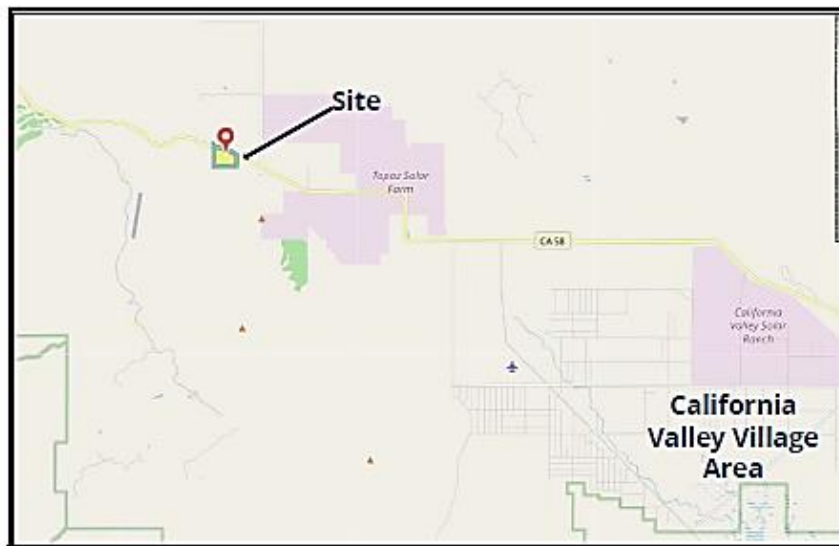 Site
Topaz Solar
Farm
CA 58
California
Valley Solar
Ranch
California
Valley Village
Area